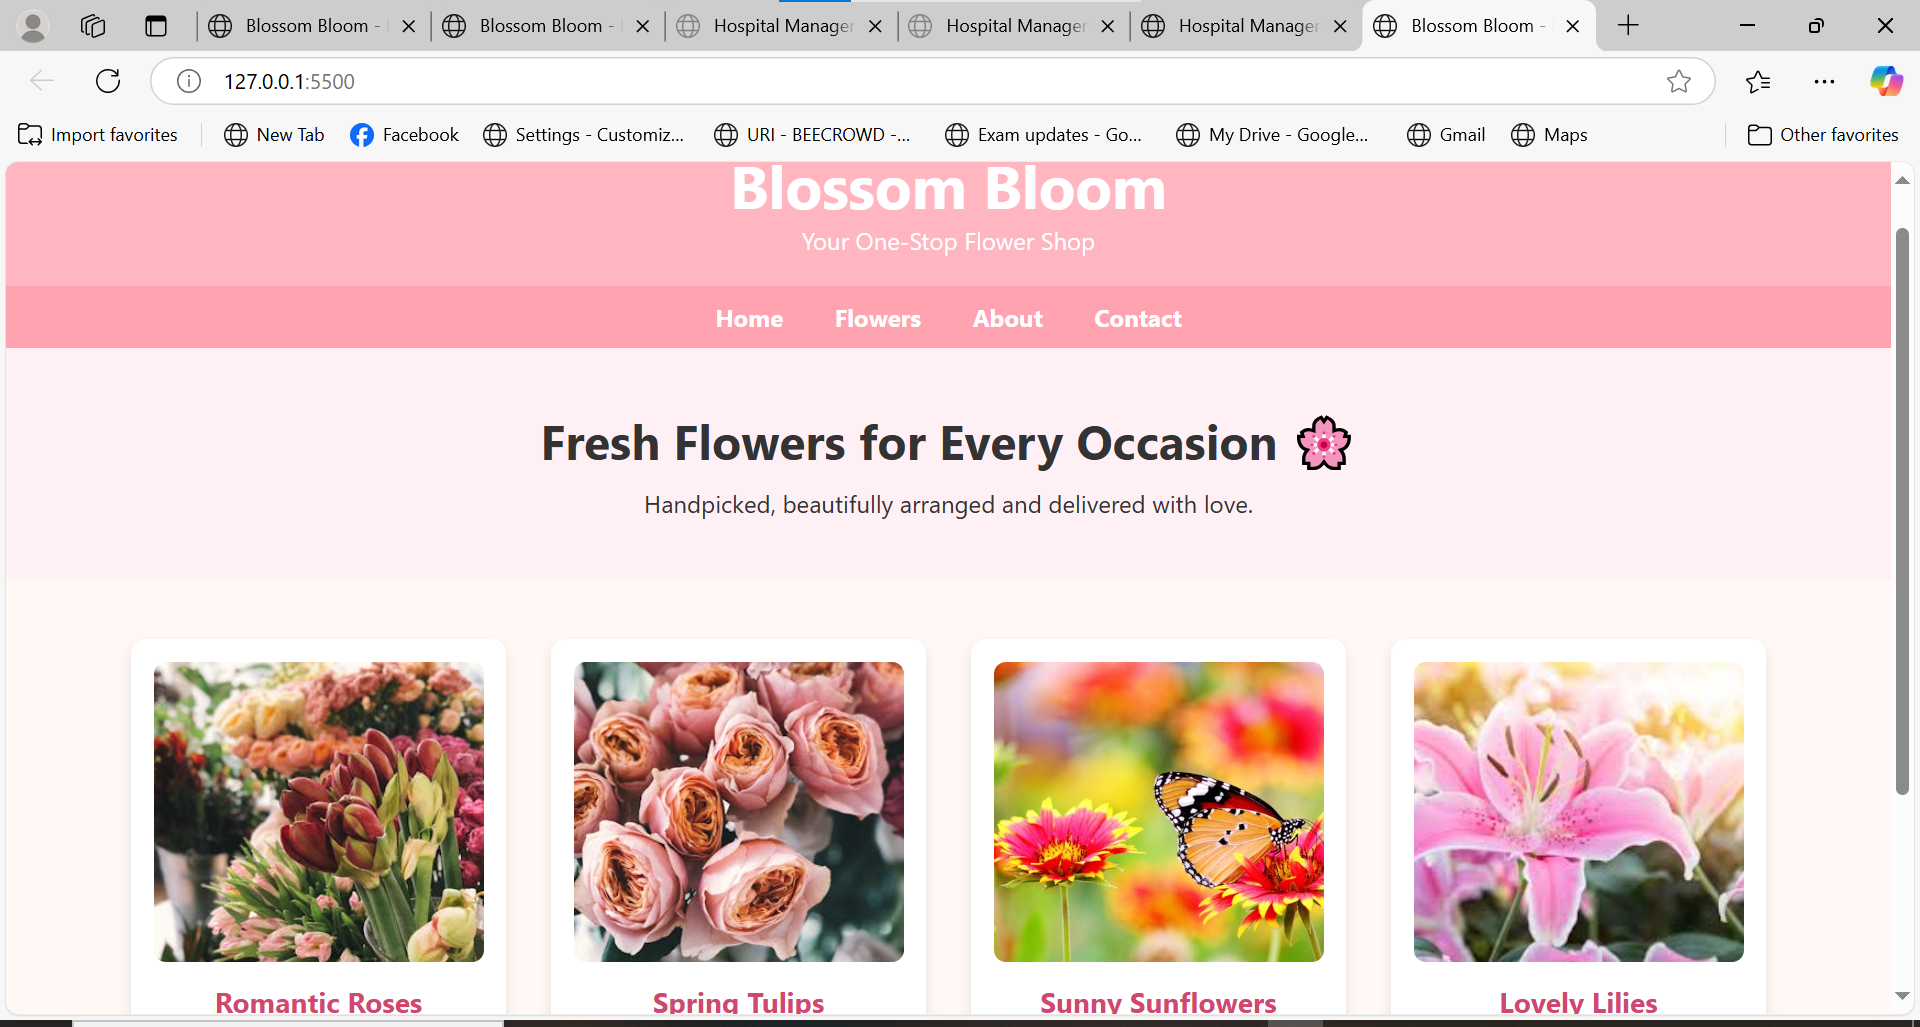 Blossom Bloom -
Blossom Bloom -
Hospital Manager
Hospital Manager
Hospital Manager
Blossom Bloom -
127.0.0.1:5500
Import favorites
New Tab
Facebook
Settings - Customiz...
URI - BEECROWD -...
Exam updates - Go...
My Drive - Google...
Gmail
Maps
Other favorites
Blossom Bloom
Your One-Stop Flower Shop
Home
Flowers
About
Contact
Fresh Flowers for Every Occasion 🌸
Handpicked, beautifully arranged and delivered with love.
Romantic Roses
Spring Tulips
Sunny Sunflowers
Lovely Lilies